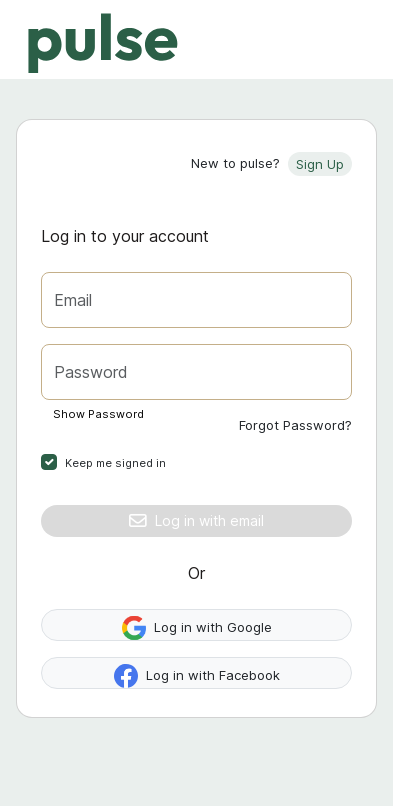 pulse
New to pulse? Sign Up
Log in to your account
Email
Password
Show Password
Forgot Password?
Keep me signed in
Log in with email
Or
Log in with Google
Log in with Facebook